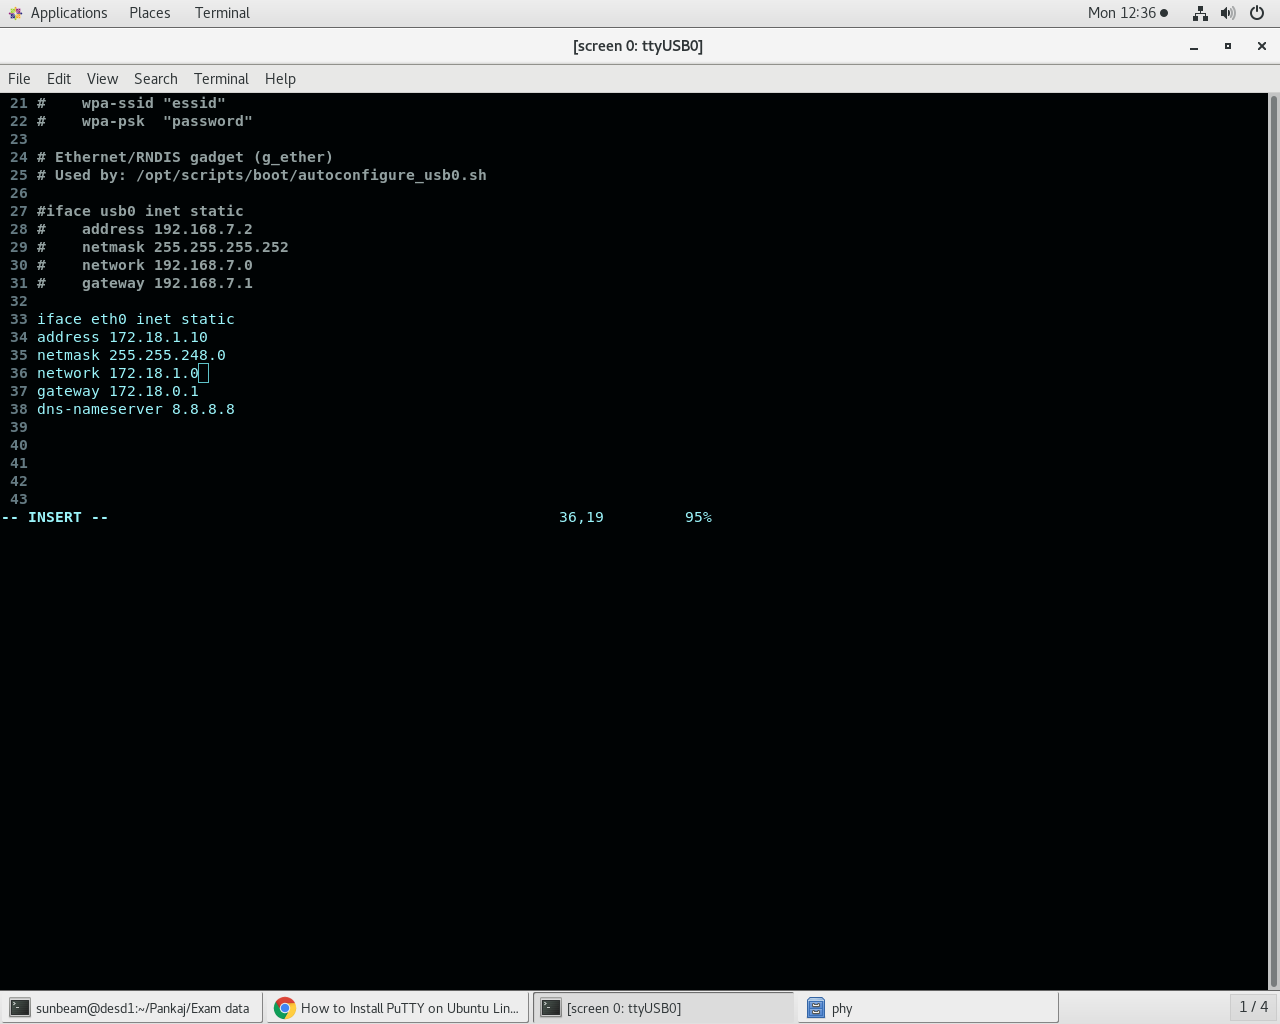 Applications Places Terminal Mon 12:36
[screen 0: ttyUSB0]
File Edit View Search Terminal Help
21 #    wpa-ssid "essid"
22 #    wpa-psk  "password"
23
24 # Ethernet/RNDIS gadget (g_ether)
25 # Used by: /opt/scripts/boot/autoconfigure_usb0.sh
26
27 #iface usb0 inet static
28 #    address 192.168.7.2
29 #    netmask 255.255.255.252
30 #    network 192.168.7.0
31 #    gateway 192.168.7.1
32
33 iface eth0 inet static
34 address 172.18.1.10
35 netmask 255.255.248.0
36 network 172.18.1.0
37 gateway 172.18.0.1
38 dns-nameserver 8.8.8.8
39
40
41
42
43
-- INSERT -- 36,19 95%
sunbeam@desd1:~/Pankaj/Exam data How to Install PuTTY on Ubuntu Lin... [screen 0: ttyUSB0] phy 1 / 4